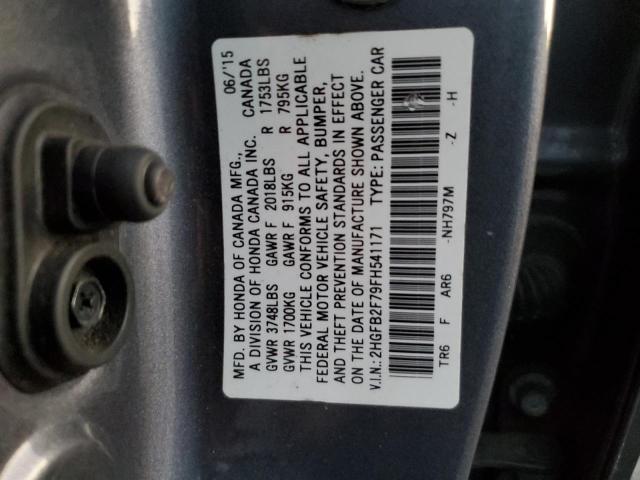 MFD. BY HONDA OF CANADA MFG., 06/'15
A DIVISION OF HONDA CANADA INC. CANADA
GVWR 3748LBS GAWR F 2018LBS R 1753LBS
GVWR 1700KG GAWR F 915KG R 795KG
THIS VEHICLE CONFORMS TO ALL APPLICABLE
FEDERAL MOTOR VEHICLE SAFETY, BUMPER,
AND THEFT PREVENTION STANDARDS IN EFFECT
ON THE DATE OF MANUFACTURE SHOWN ABOVE.
V.I.N.: 2HGFB2F79FH541171 TYPE: PASSENGER CAR
TR6 F AR6 -NH797M -Z -H